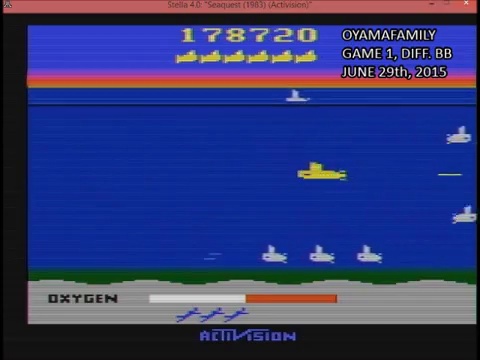 Stella 4.0: "Seaquest (1983) (Activision)"
178720
OYAMAFAMILY
GAME 1, DIFF. BB
JUNE 29th, 2015
OXYGEN
ACTIVISION